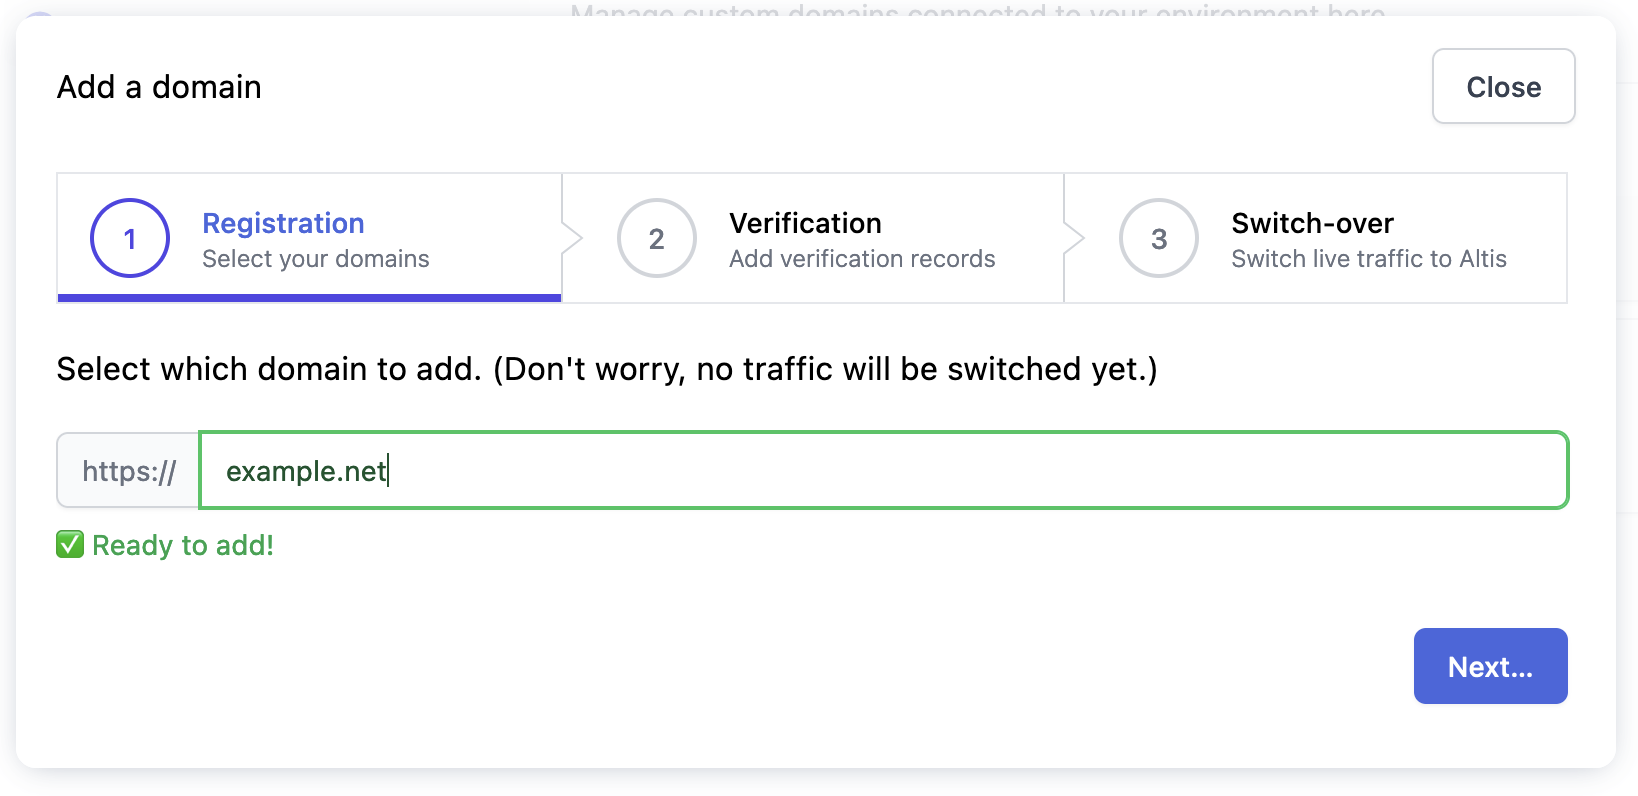 Manage custom domains connected to your environment here
Add a domain
Close
1
Registration
Select your domains
2
Verification
Add verification records
3
Switch-over
Switch live traffic to Altis
Select which domain to add. (Don't worry, no traffic will be switched yet.)
https://
example.net
✅ Ready to add!
Next...